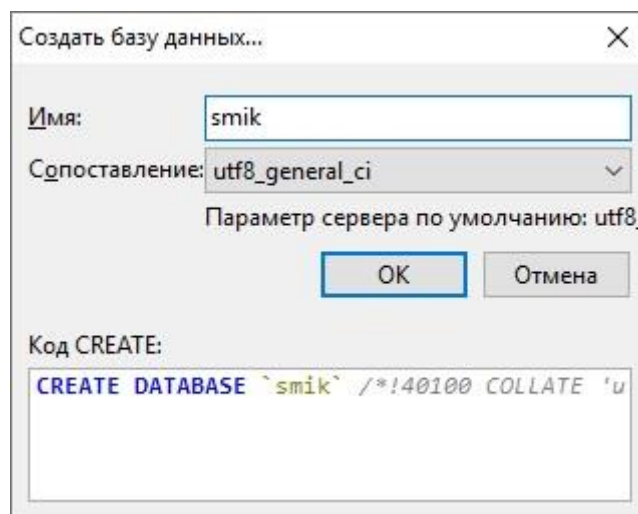 Создать базу данных...
Имя: smik
Сопоставление: utf8_general_ci
Параметр сервера по умолчанию: utf8_
OK Отмена
Код CREATE:
CREATE DATABASE `smik` /*!40100 COLLATE 'u